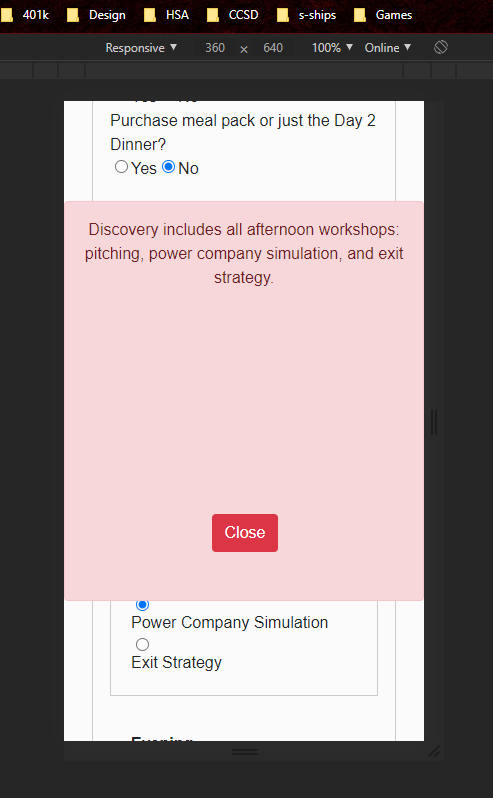 401k Design HSA CCSD s-ships Games
Responsive 360 × 640 100% Online
Purchase meal pack or just the Day 2
Dinner?
Yes No
Discovery includes all afternoon workshops:
pitching, power company simulation, and exit
strategy.
Close
Power Company Simulation
Exit Strategy